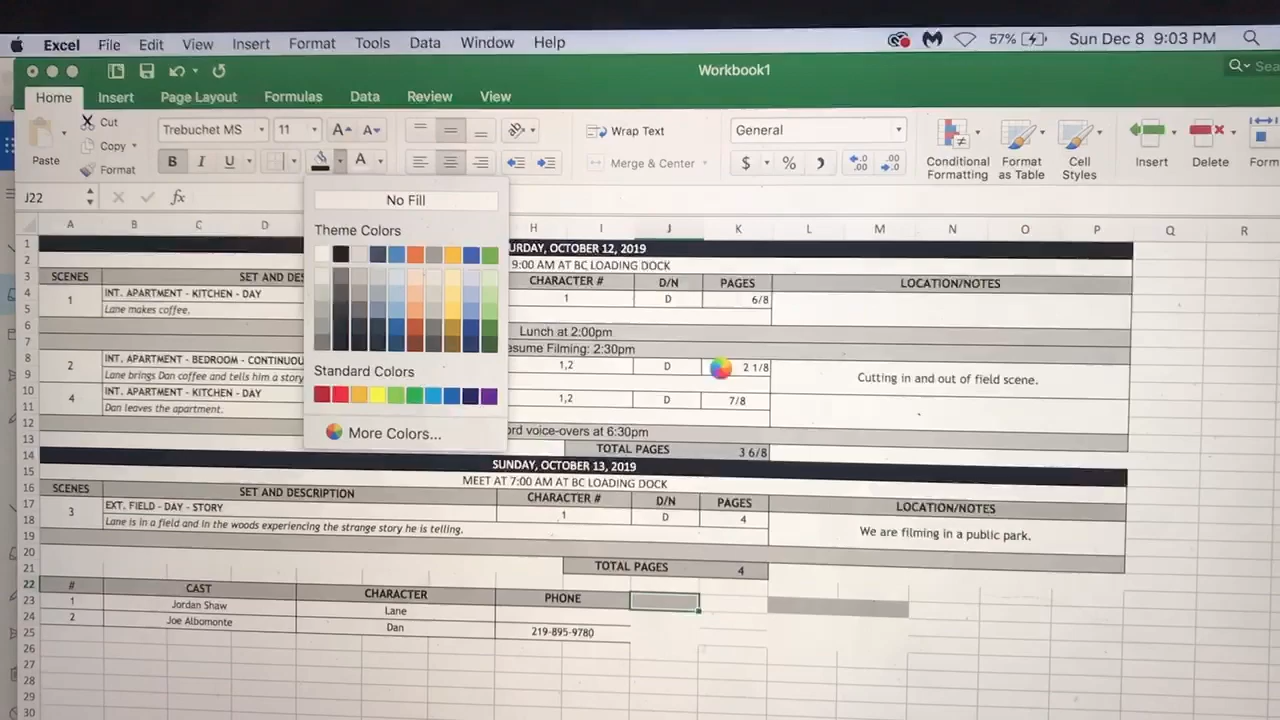 Excel File Edit View Insert Format Tools Data Window Help 57% Sun Dec 8 9:03 PM
Workbook1
Home Insert Page Layout Formulas Data Review View
Paste Cut Copy Format
Trebuchet MS 11 A A
B I U A
Wrap Text
Merge & Center
General
$ % .00 .00
Conditional Formatting
Format as Table
Cell Styles
Insert
Delete
J22 fx
No Fill
Theme Colors
Standard Colors
More Colors...
A B C D H I J K L M N O P Q R
1 URDAY, OCTOBER 12, 2019
2 9:00 AM AT BC LOADING DOCK
3 SCENES SET AND DES CHARACTER # D/N PAGES LOCATION/NOTES
4 1 INT. APARTMENT - KITCHEN - DAY 1 D 6/8
5 Lane makes coffee.
6 Lunch at 2:00pm
7 esume Filming: 2:30pm
8 2 INT. APARTMENT - BEDROOM - CONTINUOU 1,2 D 2 1/8 Cutting in and out of field scene.
9 Lane brings Dan coffee and tells him a story
10 4 INT. APARTMENT - KITCHEN - DAY 1,2 D 7/8
11 Dan leaves the apartment.
12 ord voice-overs at 6:30pm
13 TOTAL PAGES 3 6/8
14 SUNDAY, OCTOBER 13, 2019
15 MEET AT 7:00 AM AT BC LOADING DOCK
16 SCENES SET AND DESCRIPTION CHARACTER # D/N PAGES LOCATION/NOTES
17 3 EXT. FIELD - DAY - STORY 1 D 4 We are filming in a public park.
18 Lane is in a field and in the woods experiencing the strange story he is telling.
19
20
21 TOTAL PAGES 4
22 # CAST CHARACTER PHONE
23 1 Jordan Shaw Lane
24 2 Joe Albomonte Dan 219-895-9780
25
26
27
28
29
30